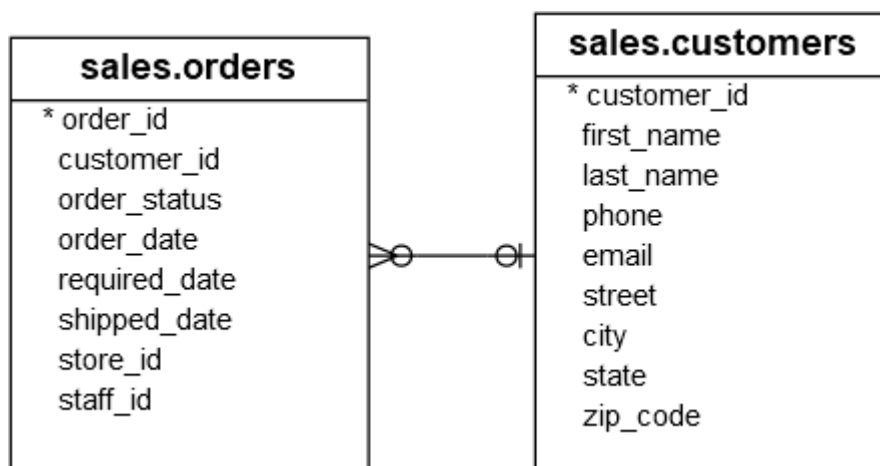 sales.orders
* order_id
customer_id
order_status
order_date
required_date
shipped_date
store_id
staff_id
sales.customers
* customer_id
first_name
last_name
phone
email
street
city
state
zip_code